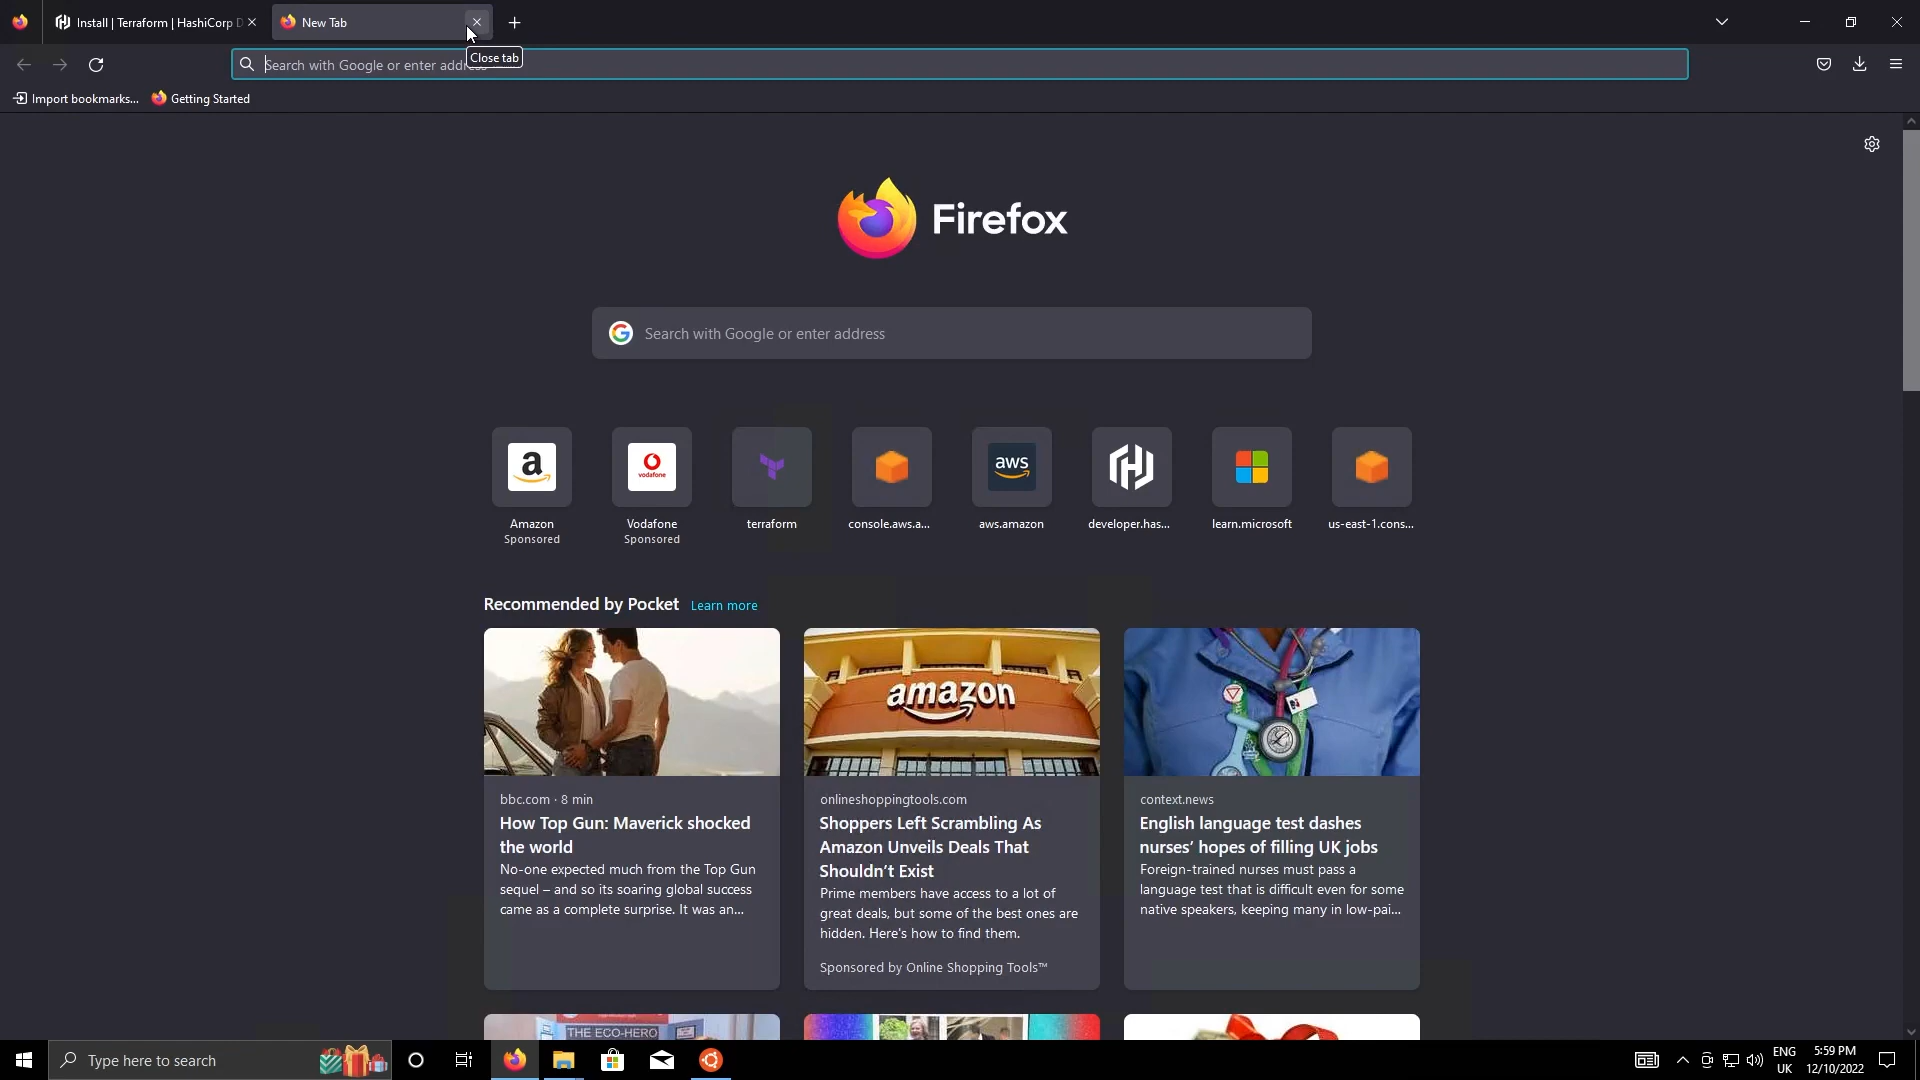 Install | Terraform | HashiCorp D
New Tab
Search with Google or enter addre
Close tab
Import bookmarks...
Getting Started
Firefox
Search with Google or enter address
a
vodafone
aws
Amazon
Sponsored
Vodafone
Sponsored
terraform
console.aws.a...
aws.amazon
developer.has...
learn.microsoft
us-east-1.cons...
Recommended by Pocket Learn more
amazon
bbc.com · 8 min
How Top Gun: Maverick shocked
the world
No-one expected much from the Top Gun
sequel – and so its soaring global success
came as a complete surprise. It was an...
onlineshoppingtools.com
Shoppers Left Scrambling As
Amazon Unveils Deals That
Shouldn't Exist
Prime members have access to a lot of
great deals, but some of the best ones are
hidden. Here's how to find them.
Sponsored by Online Shopping Tools™
context.news
English language test dashes
nurses' hopes of filling UK jobs
Foreign-trained nurses must pass a
language test that is difficult even for some
native speakers, keeping many in low-pai...
THE ECO-HERO
Type here to search
ENG
UK
5:59 PM
12/10/2022